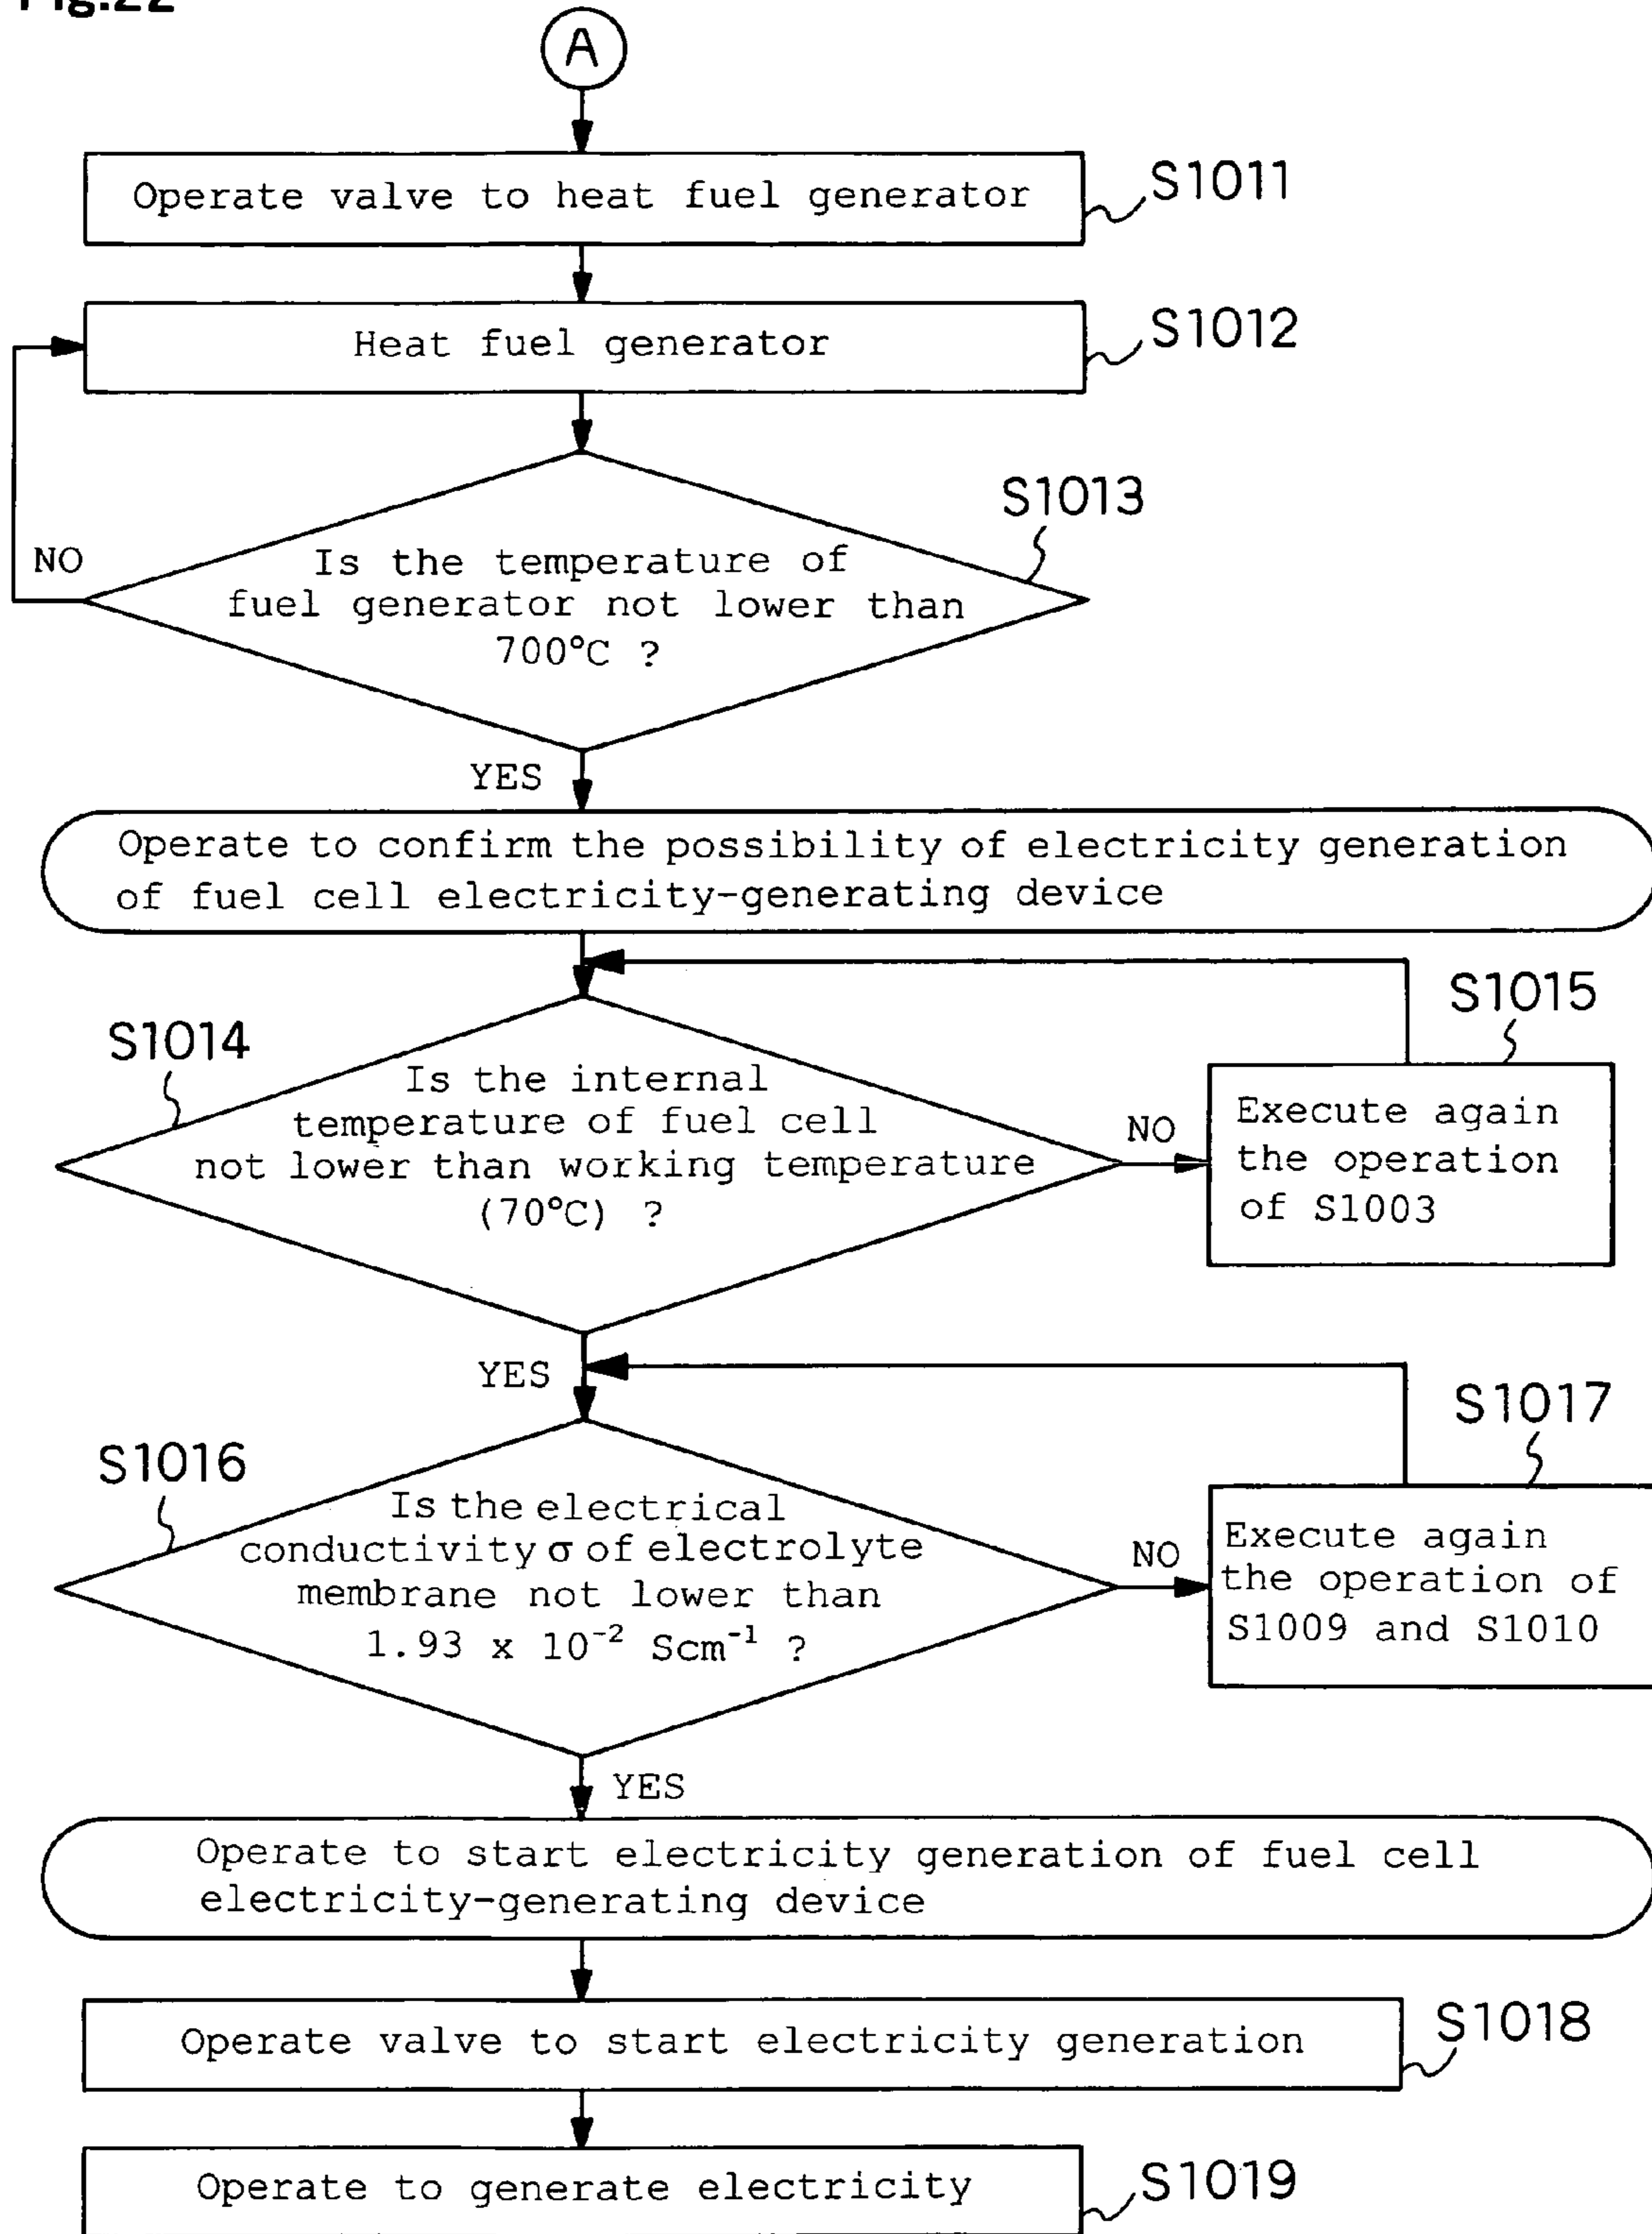 Fig.22
A
Operate valve to heat fuel generator
S1011
Heat fuel generator
S1012
S1013
NO
Is the temperature of
fuel generator not lower than
700°C ?
YES
Operate to confirm the possibility of electricity generation
of fuel cell electricity-generating device
S1014
S1015
Is the internal
temperature of fuel cell
not lower than working temperature
(70°C) ?
NO
Execute again
the operation
of S1003
YES
S1016
S1017
Is the electrical
conductivity σ of electrolyte
membrane not lower than
1.93 x 10⁻² Scm⁻¹ ?
NO
Execute again
the operation of
S1009 and S1010
YES
Operate to start electricity generation of fuel cell
electricity-generating device
Operate valve to start electricity generation
S1018
Operate to generate electricity
S1019